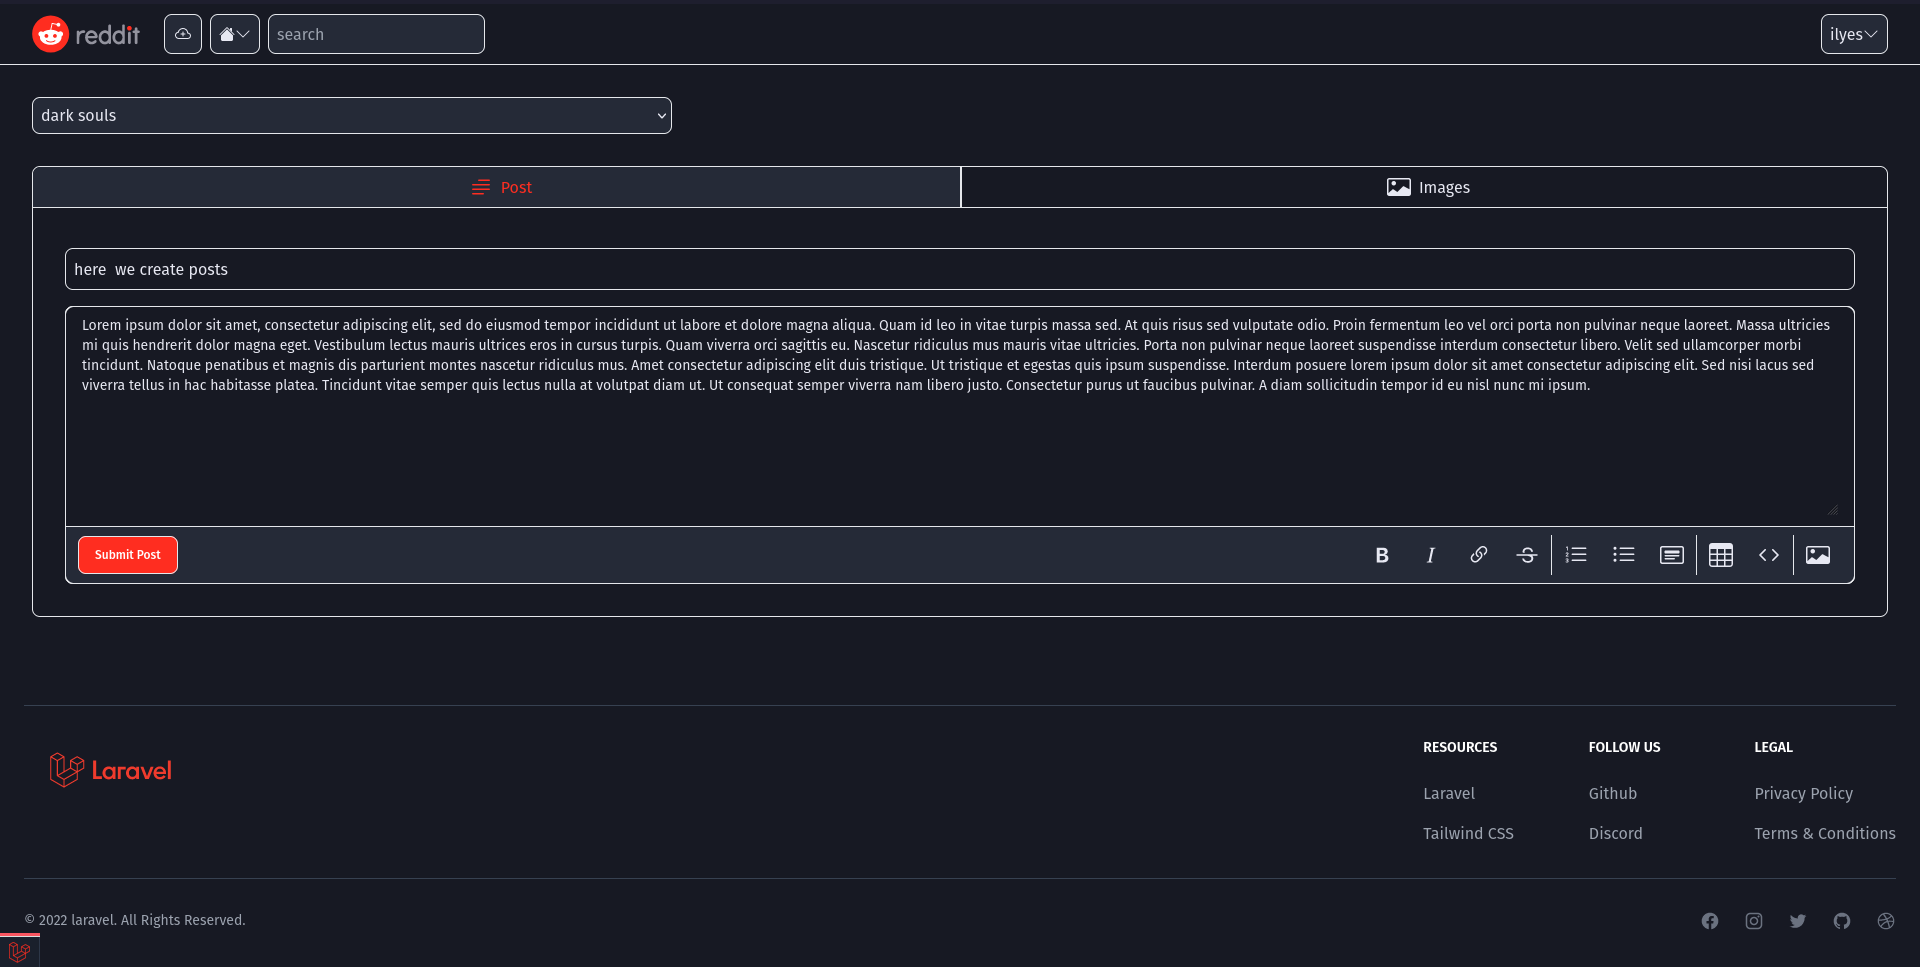 reddit
search
ilyes
dark souls
Post
Images
here  we create posts
Lorem ipsum dolor sit amet, consectetur adipiscing elit, sed do eiusmod tempor incididunt ut labore et dolore magna aliqua. Quam id leo in vitae turpis massa sed. At quis risus sed vulputate odio. Proin fermentum leo vel orci porta non pulvinar neque laoreet. Massa ultricies
mi quis hendrerit dolor magna eget. Vestibulum lectus mauris ultrices eros in cursus turpis. Quam viverra orci sagittis eu. Nascetur ridiculus mus mauris vitae ultricies. Porta non pulvinar neque laoreet suspendisse interdum consectetur libero. Velit sed ullamcorper morbi
tincidunt. Natoque penatibus et magnis dis parturient montes nascetur ridiculus mus. Amet consectetur adipiscing elit duis tristique. Ut tristique et egestas quis ipsum suspendisse. Interdum posuere lorem ipsum dolor sit amet consectetur adipiscing elit. Sed nisi lacus sed
viverra tellus in hac habitasse platea. Tincidunt vitae semper quis lectus nulla at volutpat diam ut. Ut consequat semper viverra nam libero justo. Consectetur purus ut faucibus pulvinar. A diam sollicitudin tempor id eu nisl nunc mi ipsum.
Submit Post
B
I
Laravel
RESOURCES
Laravel
Tailwind CSS
FOLLOW US
Github
Discord
LEGAL
Privacy Policy
Terms & Conditions
© 2022 laravel. All Rights Reserved.